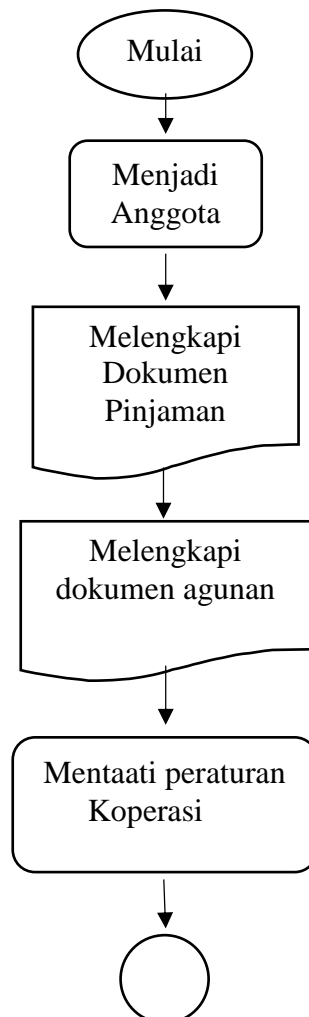 Mulai
Menjadi
Anggota
Melengkapi
Dokumen
Pinjaman
Melengkapi
dokumen agunan
Mentaati peraturan
Koperasi